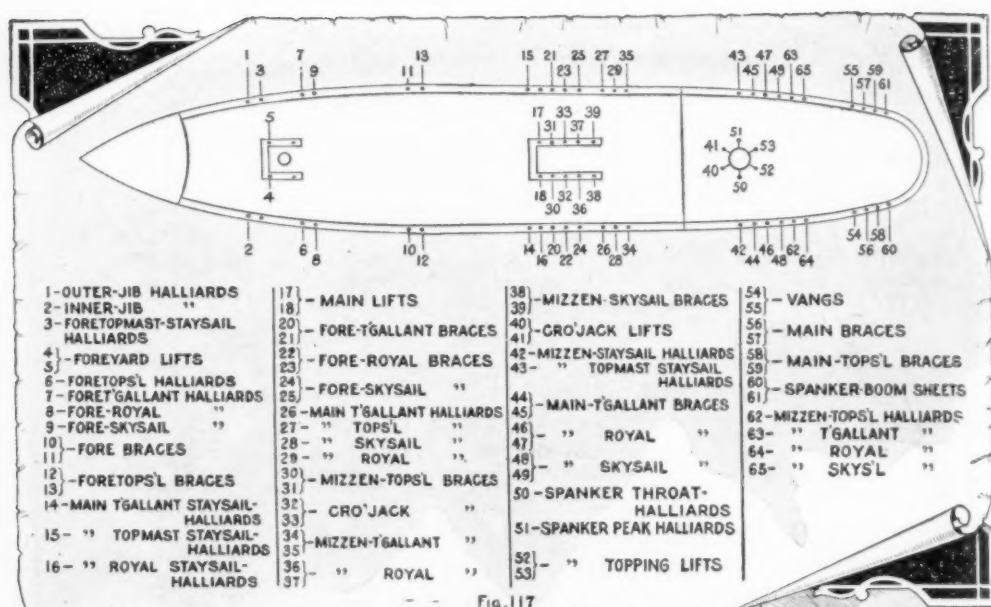 1 3 7 9 11 13 15 21 25 27 35 43 47 63
23 29 45 49 65 55 59
57 61
5 17 33 39 51
31 37 41 53
40 52
4 18 32 38 50
30 36
2 6 10 14 20 24 26 34 42 46 62 54 58
8 12 16 22 28 44 48 64 56 60
1-OUTER-JIB HALLIARDS
2-INNER-JIB "
3-FORETOPMAST-STAYSAIL
HALLIARDS
4
5}-FOREYARD LIFTS
6-FORETOPS'L HALLIARDS
7-FORET'GALLANT HALLIARDS
8-FORE-ROYAL "
9-FORE-SKYSAIL "
10
11}-FORE BRACES
12
13}-FORETOPS'L BRACES
14-MAIN T'GALLANT STAYSAIL-
HALLIARDS
15- " TOPMAST STAYSAIL-
HALLIARDS
16- " ROYAL STAYSAIL-
HALLIARDS
17
18}-MAIN LIFTS
20
21}-FORE-T'GALLANT BRACES
22
23}-FORE-ROYAL BRACES
24
25}-FORE-SKYSAIL "
26-MAIN T'GALLANT HALLIARDS
27- " TOPS'L "
28- " SKYSAIL "
29- " ROYAL "
30
31}-MIZZEN-TOPS'L BRACES
32
33}- CRO'JACK "
34
35}-MIZZEN-T'GALLANT "
36
37}- " ROYAL "
38
39}-MIZZEN-SKYSAIL BRACES
40
41}-CRO'JACK LIFTS
42-MIZZEN-STAYSAIL HALLIARDS
43- " TOPMAST STAYSAIL
HALLIARDS
44
45}-MAIN-T'GALLANT BRACES
46
47}- " ROYAL "
48
49}- " SKYSAIL "
50-SPANKER THROAT-
HALLIARDS
51-SPANKER PEAK HALLIARDS
52
53}- " TOPPING LIFTS
54
55}-VANGS
56
57}-MAIN BRACES
58
59}-MAIN-TOPS'L BRACES
60
61}-SPANKER-BOOM SHEETS
62-MIZZEN-TOPS'L HALLIARDS
63- " T'GALLANT "
64- " ROYAL "
65- " SKYS'L "
FIG.117